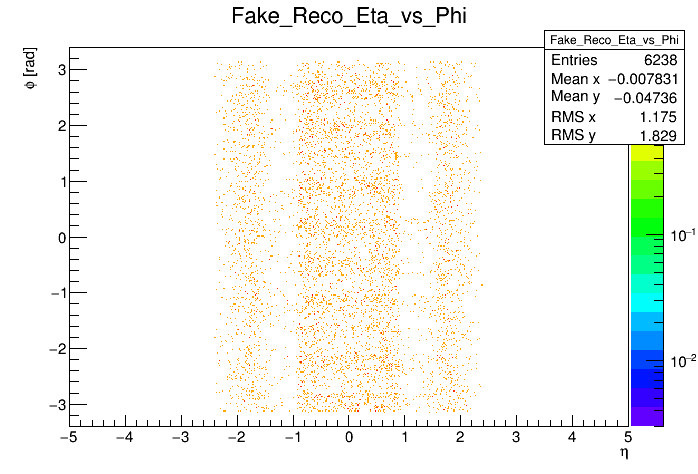 Fake_Reco_Eta_vs_Phi
Fake_Reco_Eta_vs_Phi
Entries 6238
Mean x −0.007831
Mean y −0.04736
RMS x 1.175
RMS y 1.829
ϕ [rad]
3
2
1
0
−1
−2
−3
10⁻¹
10⁻²
−5 −4 −3 −2 −1 0 1 2 3 4 5
η